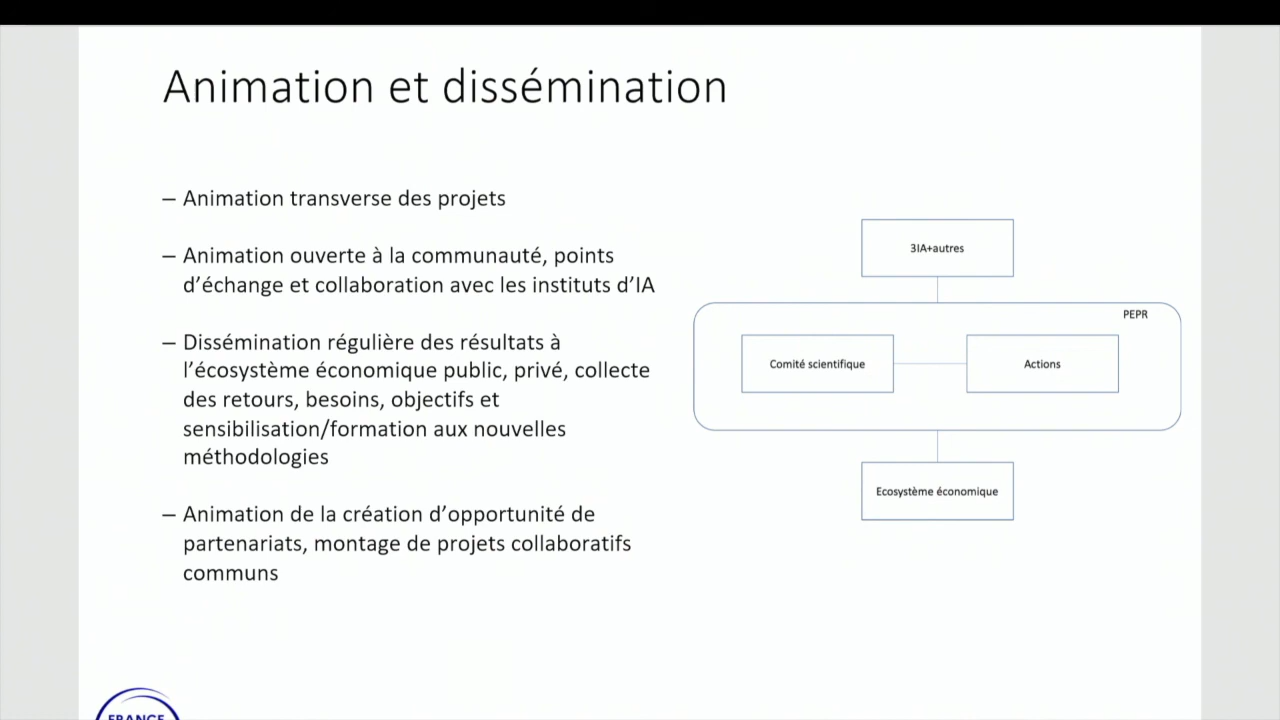 Animation et dissémination
– Animation transverse des projets
– Animation ouverte à la communauté, points
d’échange et collaboration avec les instituts d’IA
– Dissémination régulière des résultats à
l’écosystème économique public, privé, collecte
des retours, besoins, objectifs et
sensibilisation/formation aux nouvelles
méthodologies
– Animation de la création d’opportunité de
partenariats, montage de projets collaboratifs
communs
3IA+autres
PEPR
Comité scientifique
Actions
Ecosystème économique
FRANCE